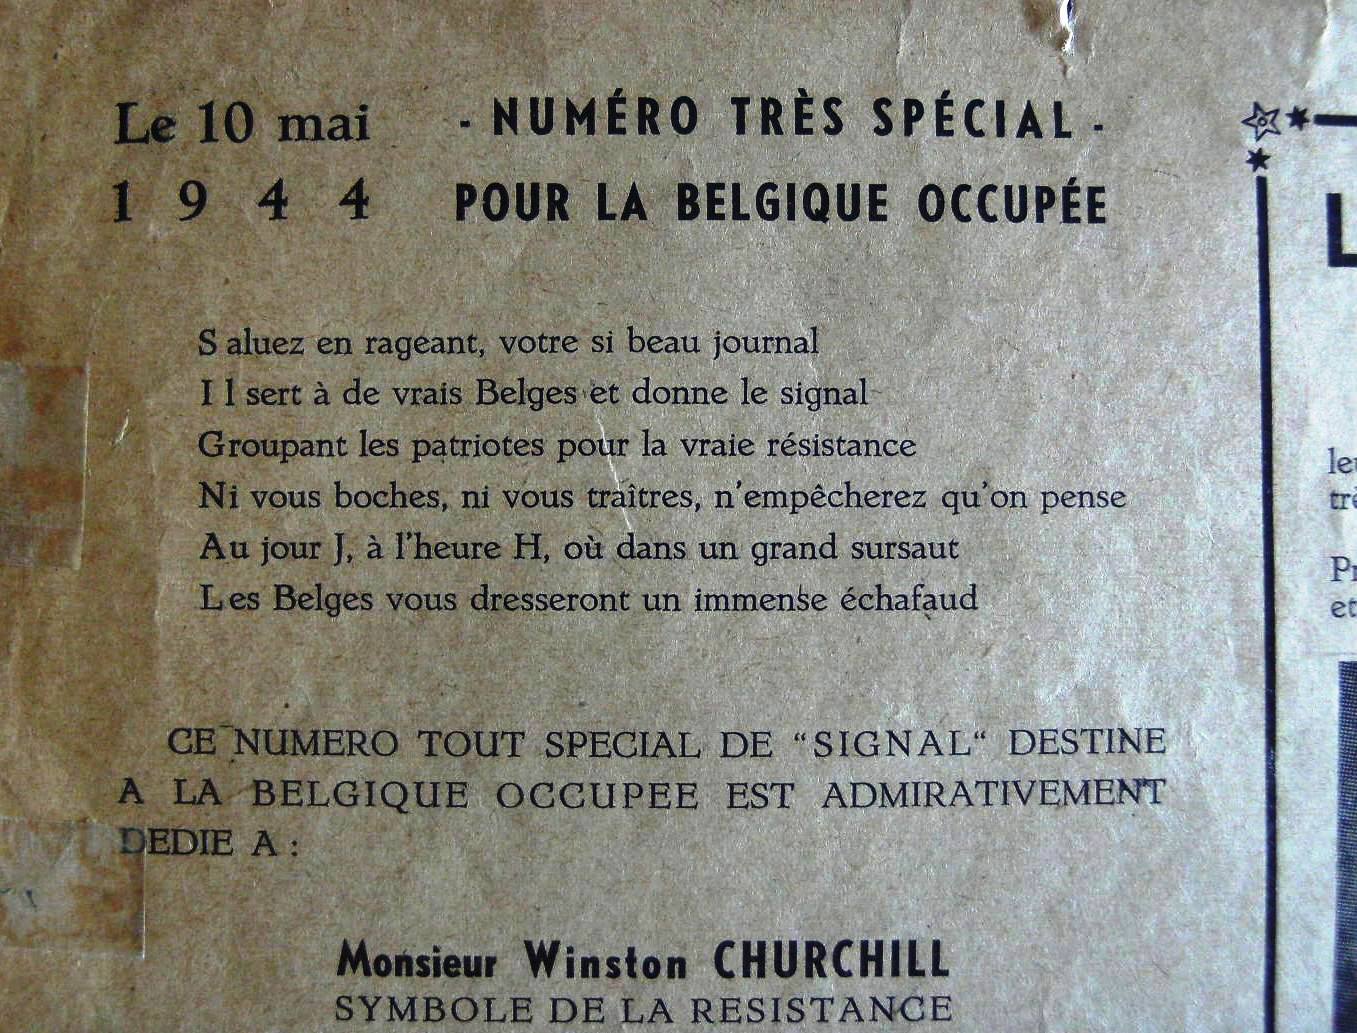 Le 10 mai
1 9 4 4
- NUMÉRO TRÈS SPÉCIAL -
POUR LA BELGIQUE OCCUPÉE
S aluez en rageant, votre si beau journal
I l sert à de vrais Belges et donne le signal
Groupant les patriotes pour la vraie résistance
Ni vous boches, ni vous traîtres, n'empêcherez qu'on pense
Au jour J, à l'heure H, où dans un grand sursaut
Les Belges vous dresseront un immense échafaud
CE NUMERO TOUT SPECIAL DE “SIGNAL“ DESTINE
A LA BELGIQUE OCCUPEE EST ADMIRATIVEMENT
DEDIE A :
Monsieur Winston CHURCHILL
SYMBOLE DE LA RESISTANCE